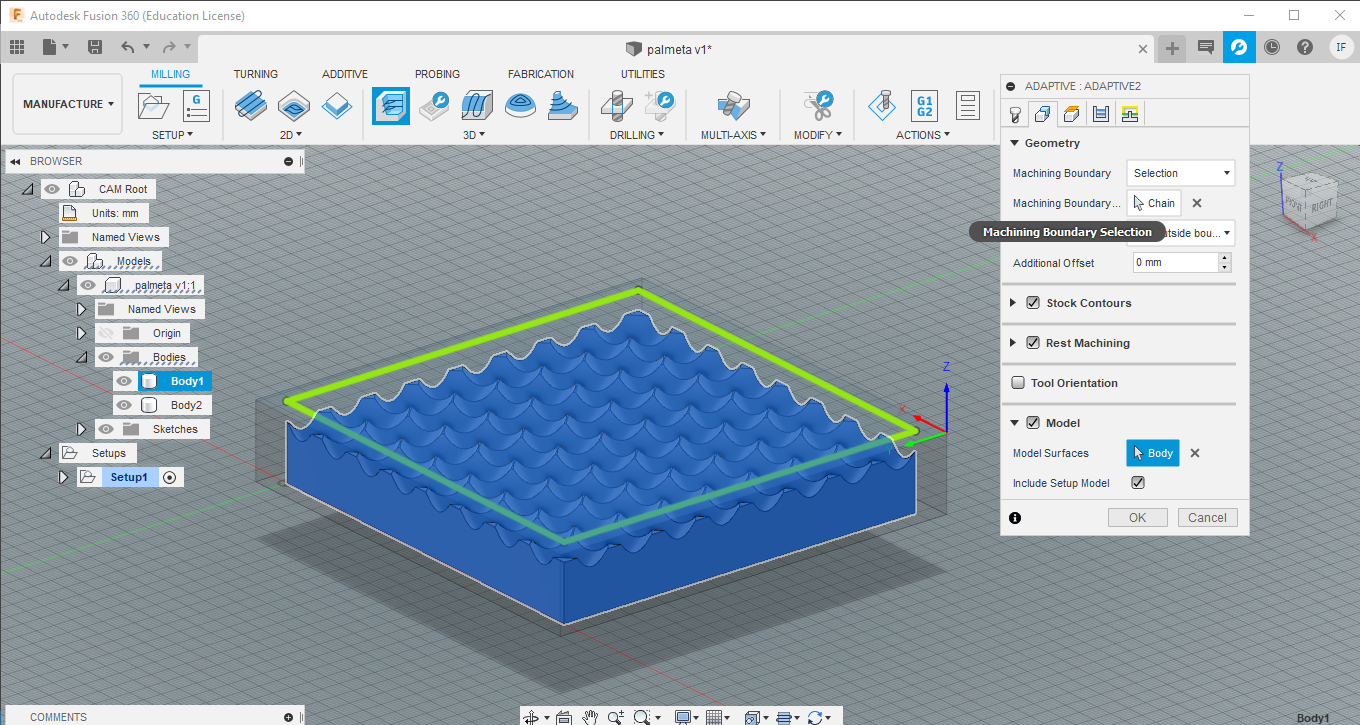 Autodesk Fusion 360 (Education License)
palmeta v1*
IF
MANUFACTURE
MILLING
TURNING
ADDITIVE
PROBING
FABRICATION
UTILITIES
G
G1
G2
SETUP
2D
3D
DRILLING
MULTI-AXIS
MODIFY
ACTIONS
BROWSER
CAM Root
Units: mm
Named Views
Models
palmeta v1:1
Named Views
Origin
Bodies
Body1
Body2
Sketches
Setups
Setup1
ADAPTIVE : ADAPTIVE2
Geometry
Machining Boundary
Selection
Machining Boundary...
Chain
Machining Boundary Selection
tside bou...
Additional Offset
0 mm
Stock Contours
Rest Machining
Tool Orientation
Model
Model Surfaces
Body
Include Setup Model
OK
Cancel
Z
FRONT
RIGHT
X
Z
X
Y
COMMENTS
Body1